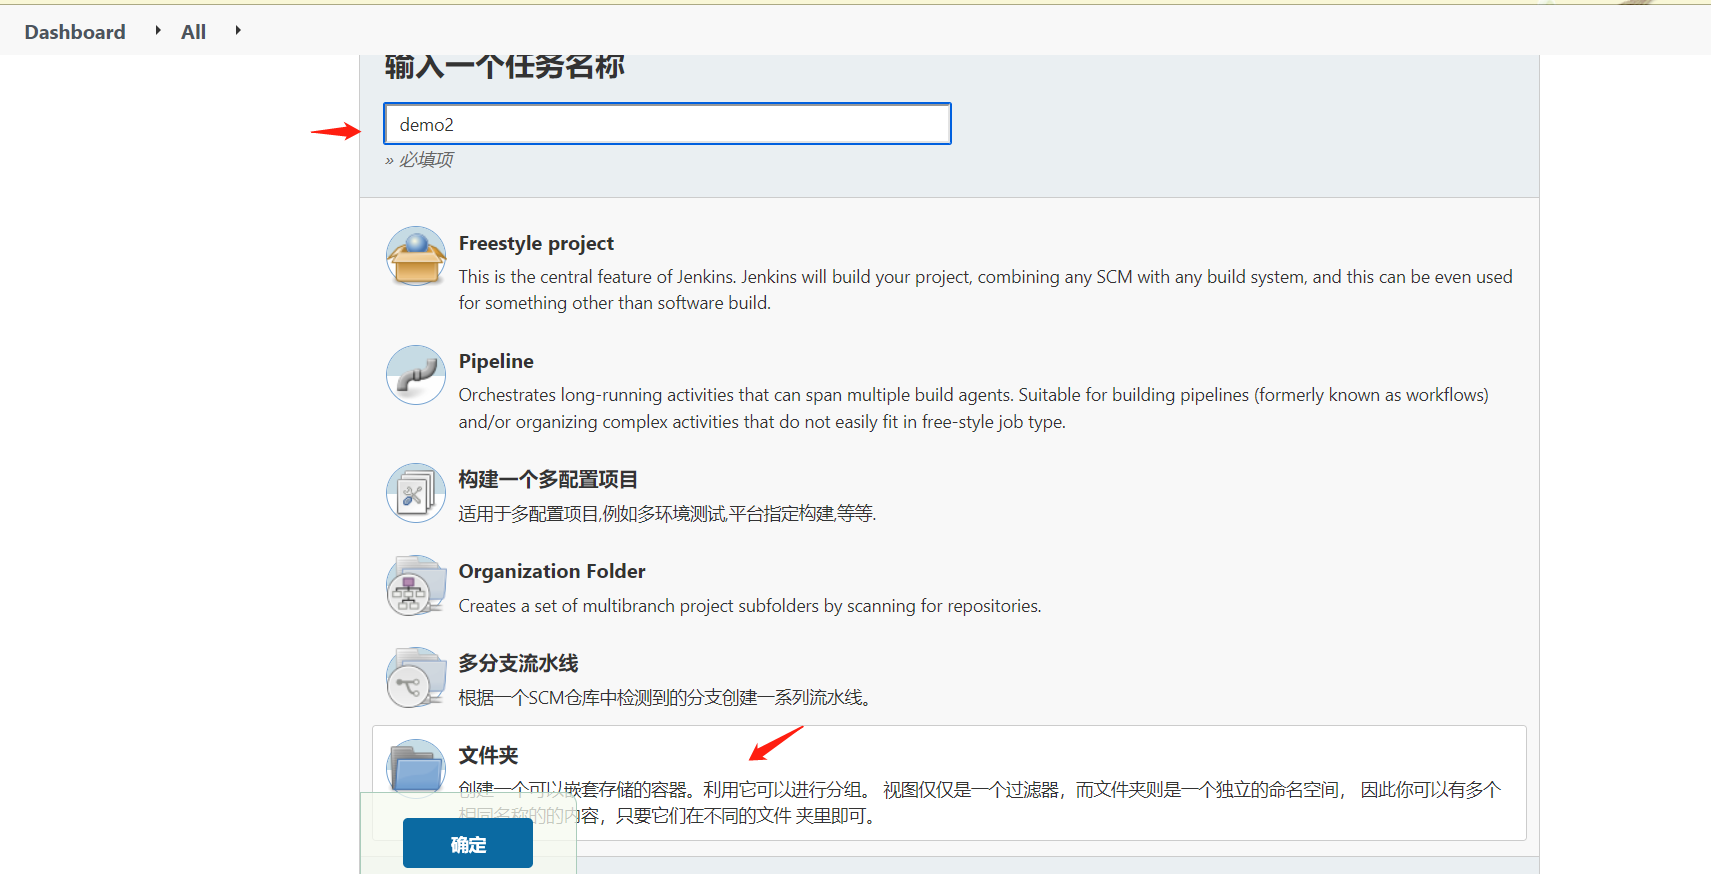 Dashboard All
输入一个任务名称
demo2
» 必填项
Freestyle project
This is the central feature of Jenkins. Jenkins will build your project, combining any SCM with any build system, and this can be even used
for something other than software build.
Pipeline
Orchestrates long-running activities that can span multiple build agents. Suitable for building pipelines (formerly known as workflows)
and/or organizing complex activities that do not easily fit in free-style job type.
构建一个多配置项目
适用于多配置项目,例如多环境测试,平台指定构建,等等.
Organization Folder
Creates a set of multibranch project subfolders by scanning for repositories.
多分支流水线
根据一个SCM仓库中检测到的分支创建一系列流水线。
文件夹
创建一个可以嵌套存储的容器。利用它可以进行分组。 视图仅仅是一个过滤器，而文件夹则是一个独立的命名空间， 因此你可以有多个
相同名称的的内容，只要它们在不同的文件 夹里即可。
确定